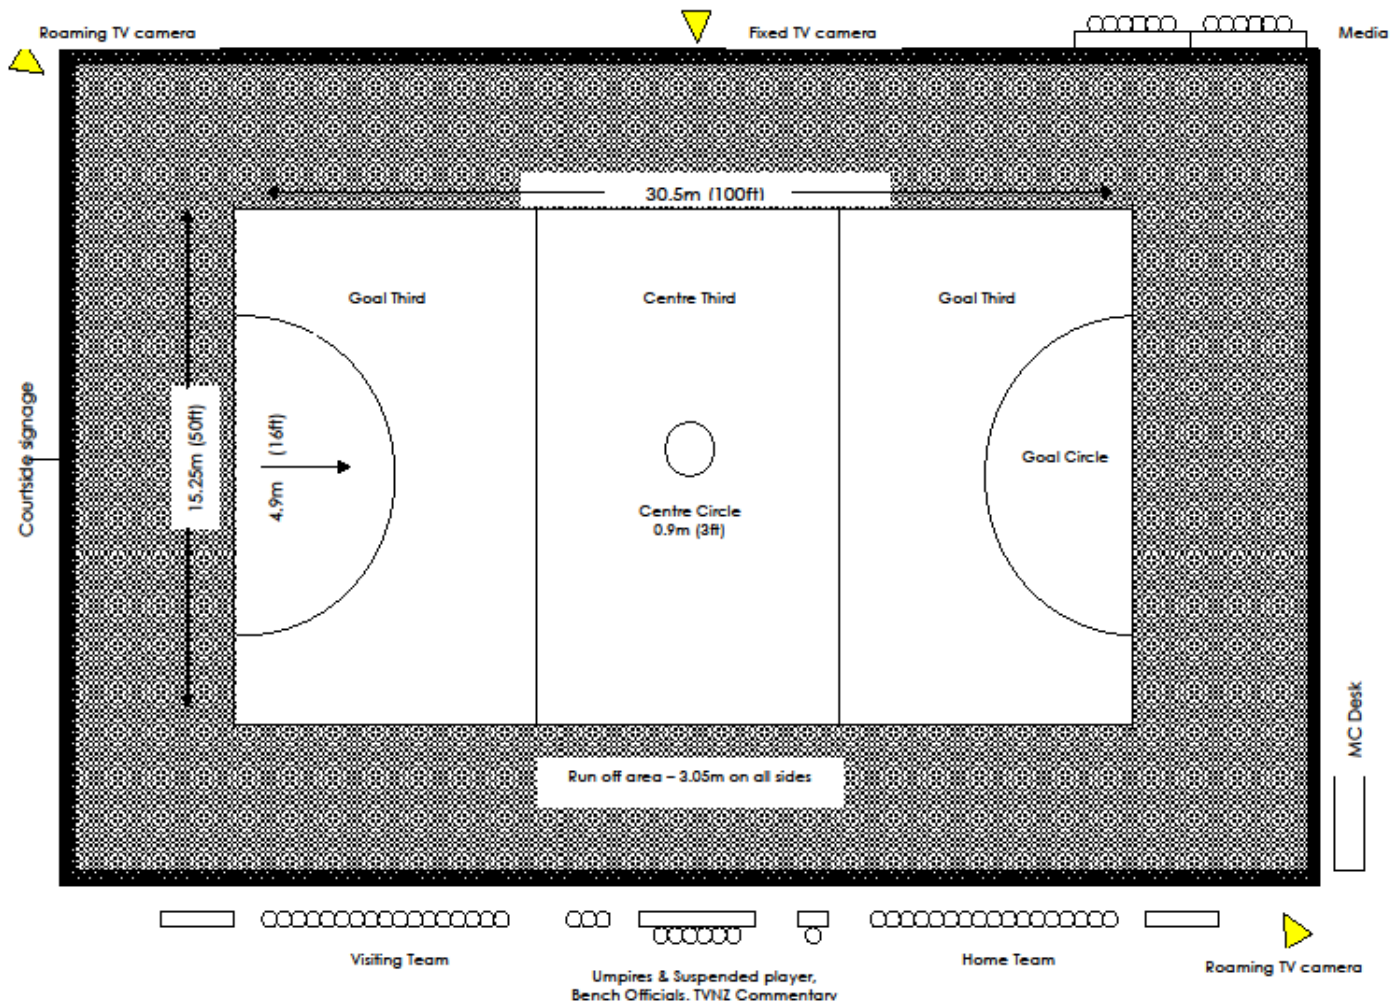 Roaming TV camera
Fixed TV camera
Media
30.5m (100ft)
Goal Third
Centre Third
Goal Third
Courtside signage
15.25m (50ft)
4.9m (16ft)
Goal Circle
Centre Circle
0.9m (3ft)
MC Desk
Run off area – 3.05m on all sides
Visiting Team
Home Team
Roaming TV camera
Umpires & Suspended player,
Bench Officials, TVNZ Commentary